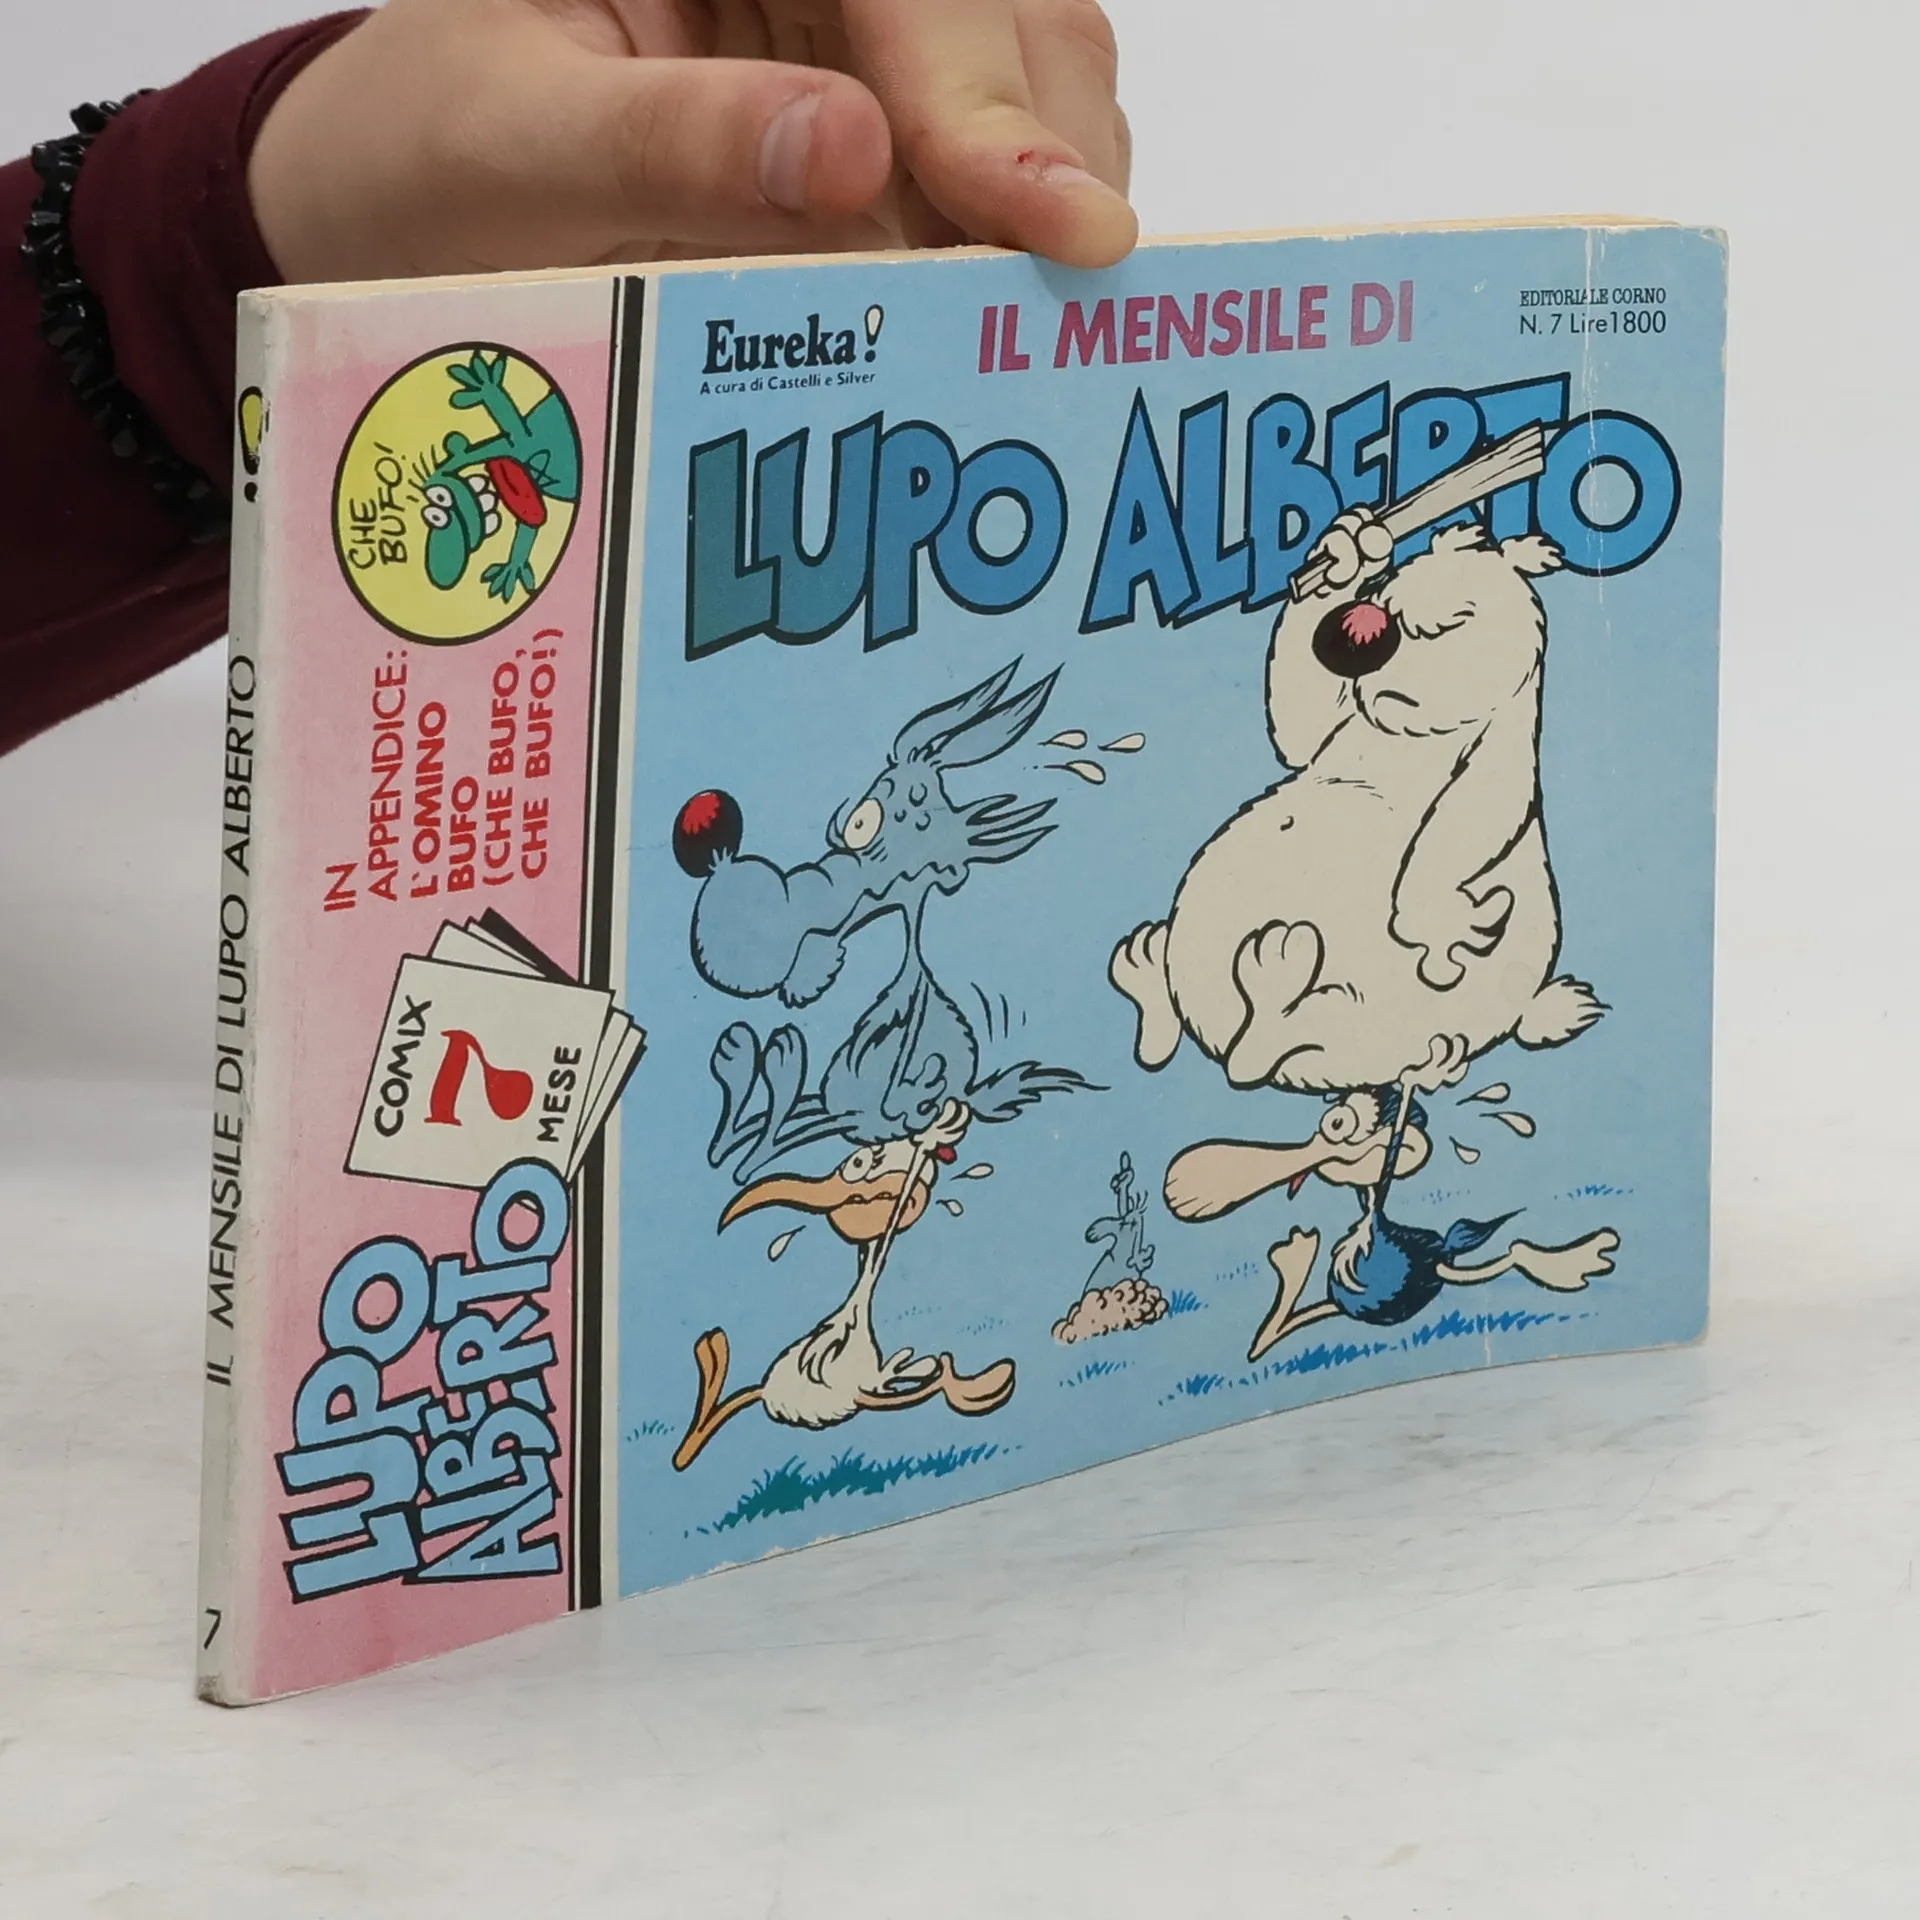 IL MENSILE DI LUPO ALBERTO
7
CHE
BUFO!
IN
APPENDICE:
L'OMINO
BUFO
(CHE BUFO,
CHE BUFO!)
COMIX
7
MESE
LUPO
ALBERTO
Eureka!
A cura di Castelli e Silver
IL MENSILE DI
EDITORIALE CORNO
N. 7 Lire 1800
LUPO ALBERTO